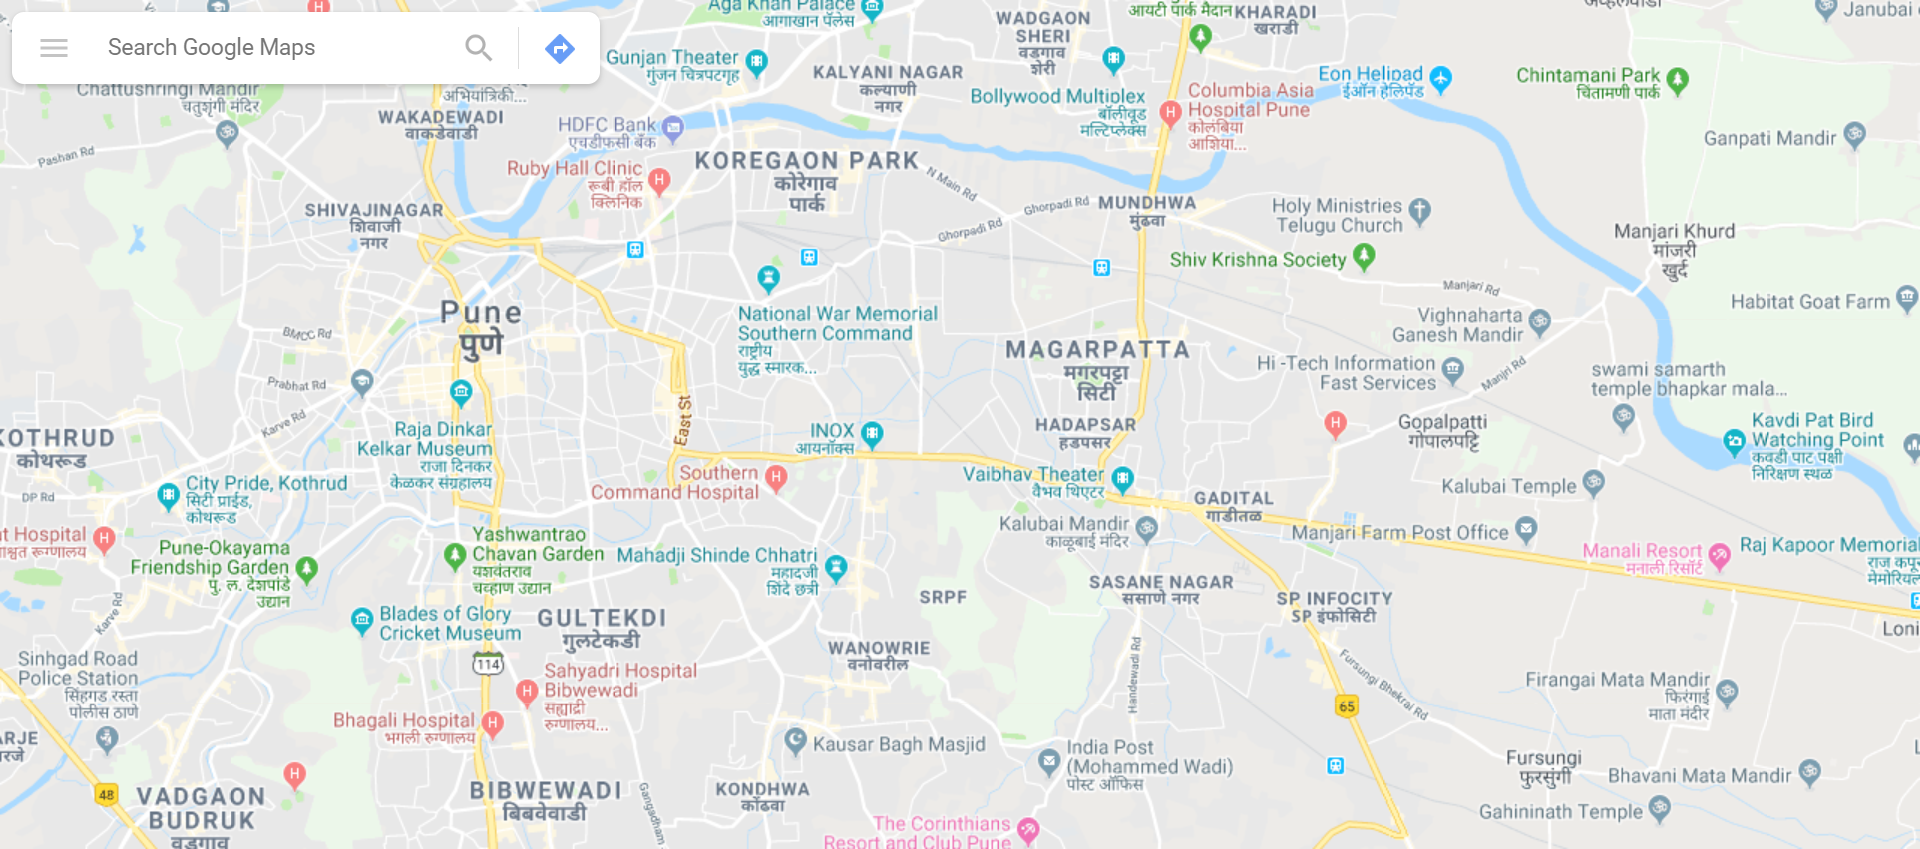 Search Google Maps
Aga Khan Palace
आगाखान पॅलेस
WADGAON
SHERI
वडगाव
शेरी
आयटी पार्क मैदान
KHARADI
खराडी
Janubai
Gunjan Theater
गुंजन चित्रपटगृह
KALYANI NAGAR
कल्याणी
नगर
Bollywood Multiplex
बॉलीवूड
मल्टिप्लेक्स
Columbia Asia
Hospital Pune
कोलंबिया
आशिया...
Eon Helipad
ईऑन हेलिपॅड
Chintamani Park
चिंतामणी पार्क
Ganpati Mandir
Chattushringi Mandir
चतुःशृंगी मंदिर
अभियांत्रिकी...
WAKADEWADI
वाकडेवाडी
Pashan Rd
HDFC Bank
एचडीफसी बँक
Ruby Hall Clinic
रूबी हॉल
क्लिनिक
KOREGAON PARK
कोरेगाव
पार्क
N Main Rd
Ghorpadi Rd
Ghorpadi Rd
MUNDHWA
मुंढवा
Holy Ministries
Telugu Church
Shiv Krishna Society
Manjari Khurd
मांजरी
खुर्द
Manjari Rd
Habitat Goat Farm
SHIVAJINAGAR
शिवाजी
नगर
Pune
पुणे
BMCC Rd
Prabhat Rd
Karve Rd
National War Memorial
Southern Command
राष्ट्रीय
युद्ध स्मारक...
MAGARPATTA
मगरपट्टा
सिटी
Vighnaharta
Ganesh Mandir
Hi -Tech Information
Fast Services
Manjri Rd
swami samarth
temple bhapkar mala...
East St
HADAPSAR
हडपसर
Gopalpatti
गोपालपट्टि
Kavdi Pat Bird
Watching Point
कवडी पाट पक्षी
निरिक्षण स्थळ
KOTHRUD
कोथरूड
Raja Dinkar
Kelkar Museum
राजा दिनकर
केळकर संग्रहालय
INOX
आयनॉक्स
Southern
Command Hospital
Vaibhav Theater
वैभव थिएटर
GADITAL
गाडीतळ
Kalubai Temple
City Pride, Kothrud
सिटी प्राईड,
कोथरूड
DP Rd
Hospital
रूग्णालय
Pune-Okayama
Friendship Garden
पु. ल. देशपांडे
उद्यान
Yashwantrao
Chavan Garden
यशवंतराव
चव्हाण उद्यान
Mahadji Shinde Chhatri
महादजी
शिंदे छत्री
Kalubai Mandir
काळूबाई मंदिर
Manjari Farm Post Office
Manali Resort
मनाली रिसॉर्ट
Raj Kapoor Memorial
SASANE NAGAR
ससाणे नगर
SP INFOCITY
SP इंफोसिटी
SRPF
Karve Rd
Blades of Glory
Cricket Museum
GULTEKDI
गुलटेकडी
WANOWRIE
वनोवरील
Handewadi Rd
Fursungi Bhekrai Rd
Loni
Sinhgad Road
Police Station
सिंहगड रस्ता
पोलीस ठाणे
114
Sahyadri Hospital
Bibwewadi
सह्याद्री
रुग्णालय...
Bhagali Hospital
भगली रुग्णालय
65
Firangai Mata Mandir
फिरंगाई
माता मंदीर
Kausar Bagh Masjid
India Post
(Mohammed Wadi)
पोस्ट ऑफिस
Fursungi
फुरसुंगी
Bhavani Mata Mandir
Gahininath Temple
48
VADGAON
BUDRUK
वडगाव
BIBWEWADI
बिबवेवाडी
KONDHWA
कोंढवा
Gangadham
The Corinthians
Resort and Club Pune